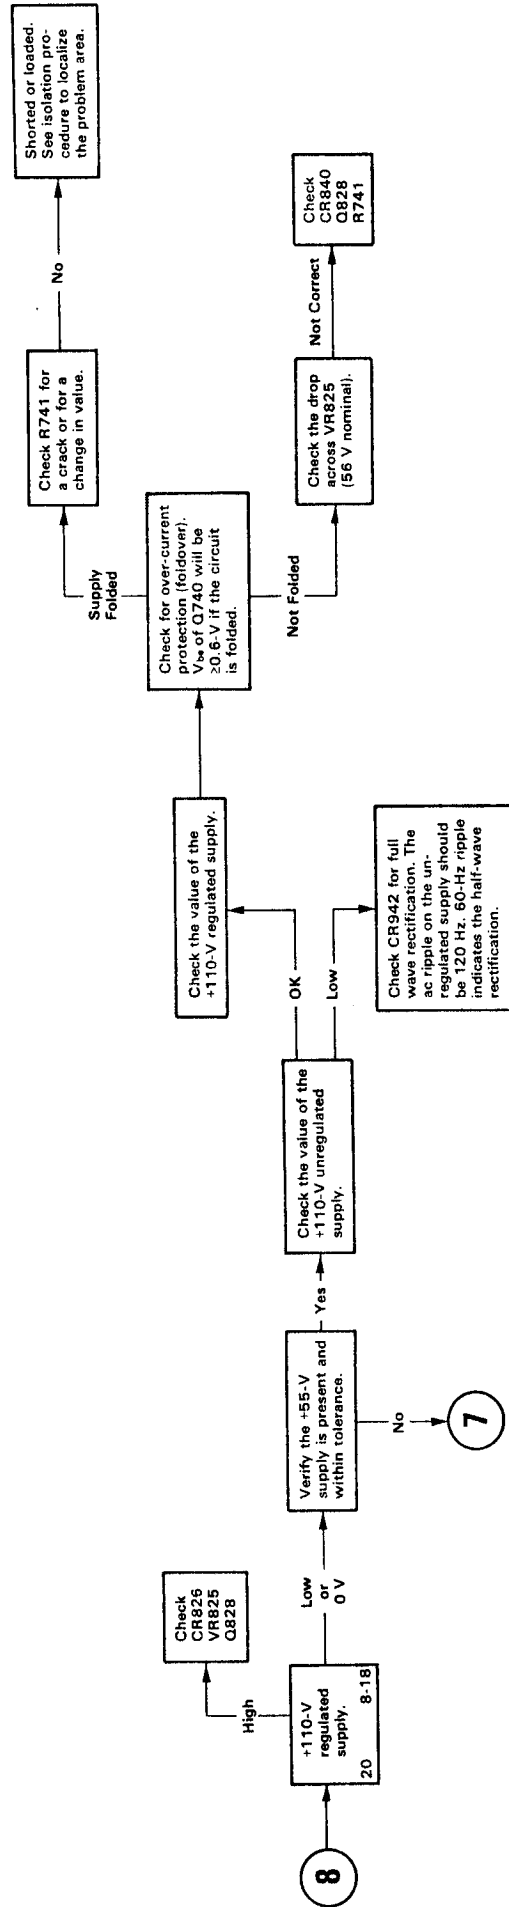 8
+110-V
regulated
supply.
20 8-18
High
Check
CR826
VR825
Q828
Low
or
0 V
Verify the +55-V
supply is present and
within tolerance.
No
7
Yes
Check the value of the
+110-V unregulated
supply.
OK
Low
Check the value of the
+110-V regulated supply.
Check CR942 for full
wave rectification. The
ac ripple on the un-
regulated supply should
be 120 Hz. 60-Hz ripple
indicates the half-wave
rectification.
Check for over-current
protection (foldover).
Vbe of Q740 will be
≥0.6-V if the circuit
is folded.
Supply
Folded
Not Folded
Check R741 for
a crack or for a
change in value.
No
Shorted or loaded.
See isolation pro-
cedure to localize
the problem area.
Check the drop
across VR825
(56 V nominal).
Not Correct
Check
CR840
Q828
R741